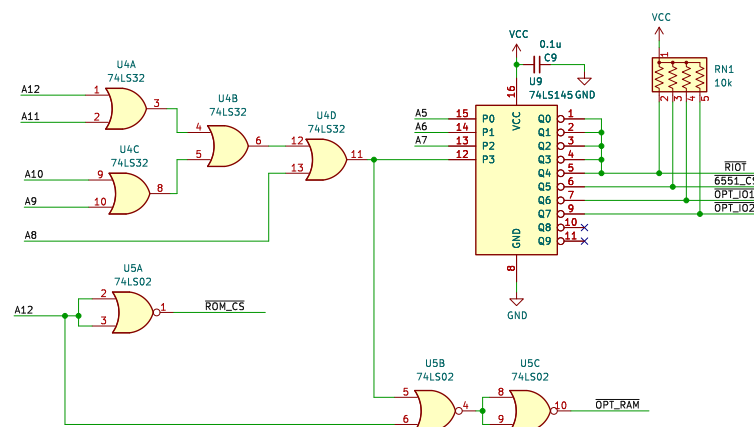 VCC
0.1u
C9
GND
VCC
RN1
10k
1
2
3
4
5
U4A
74LS32
A12
1
A11
2
3
U4B
74LS32
4
5
6
U4C
74LS32
A10
9
A9
10
8
U4D
74LS32
12
13
11
A8
U9
74LS145
16
VCC
A5
15
P0
A6
14
P1
A7
13
P2
12
P3
Q0
1
Q1
2
Q2
3
Q3
4
Q4
5
Q5
6
Q6
7
Q7
9
Q8
10
Q9
11
GND
8
GND
RIOT
6551_CS
OPT_IO1
OPT_IO2
U5A
74LS02
A12
2
3
1
ROM_CS
U5B
74LS02
5
6
4
U5C
74LS02
8
9
10
OPT_RAM